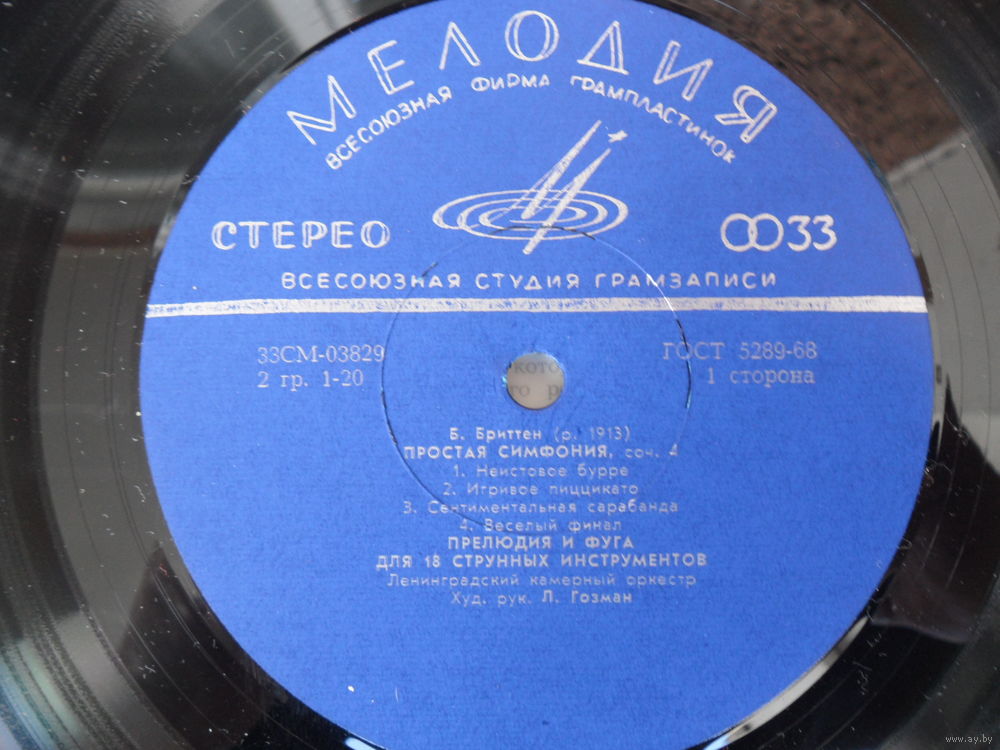 МЕЛОДИЯ
ВСЕСОЮЗНАЯ ФИРМА ГРАМПЛАСТИНОК
СТЕРЕО
33
ВСЕСОЮЗНАЯ СТУДИЯ ГРАМЗАПИСИ
33СМ-03829
ГОСТ 5289-68
2 гр. 1-20
1 сторона
Б. Бриттен (р. 1913)
ПРОСТАЯ СИМФОНИЯ, соч. 4
1. Неистовое бурре
2. Игривое пиццикато
3. Сентиментальная сарабанда
4. Веселый финал
ПРЕЛЮДИЯ И ФУГА
ДЛЯ 18 СТРУННЫХ ИНСТРУМЕНТОВ
Ленинградский камерный оркестр
Худ. рук. Л. Гозман
www.ay.by